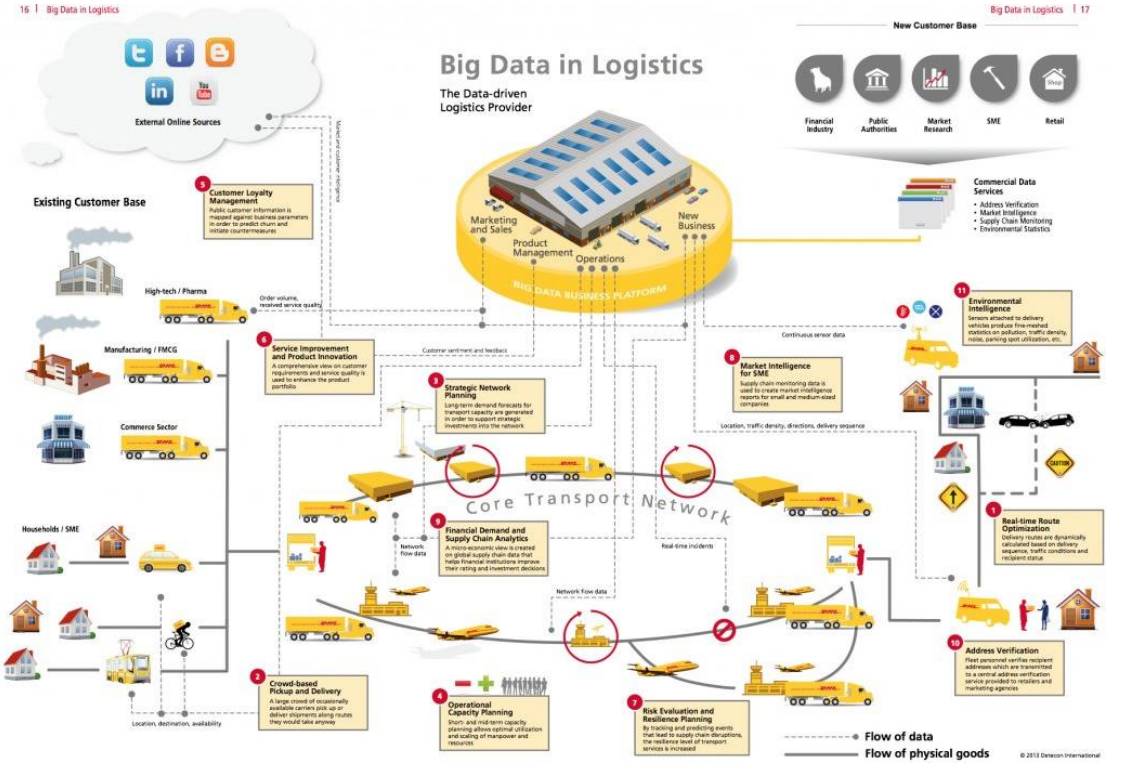 16 | Big Data in Logistics
Big Data in Logistics | 17
New Customer Base
Big Data in Logistics
The Data-driven
Logistics Provider
You
Tube
External Online Sources
Financial
Industry
Public
Authorities
Market
Research
SME
Shop
Retail
Market and customer intelligence
Commercial Data
Services
• Address Verification
• Market Intelligence
• Supply Chain Monitoring
• Environmental Statistics
Existing Customer Base
5
Customer Loyalty
Management
Public customer information is
mapped against business parameters
in order to predict churn and
initiate countermeasures
Marketing
and Sales
Product
Management
Operations
New
Business
BIG DATA BUSINESS PLATFORM
High-tech / Pharma
Order volume,
received service quality
Manufacturing / FMCG
6
Service Improvement
and Product Innovation
A comprehensive view on customer
requirements and service quality is
used to enhance the product
portfolio
Customer sentiment and feedback
Continuous sensor data
11
Environmental
Intelligence
Sensors attached to delivery
vehicles produce fine-meshed
statistics on pollution, traffic density,
noise, parking spot utilization, etc.
8
Market Intelligence
for SME
Supply chain monitoring data is
used to create market intelligence
reports for small and medium-sized
companies
3
Strategic Network
Planning
Long-term demand forecasts for
transport capacity are generated
in order to support strategic
investments into the network
SHOP
Commerce Sector
Location, traffic density, directions, delivery sequence
SHOP
CAUTION
Core Transport Network
9
Financial Demand and
Supply Chain Analytics
A micro-economic view is created
on global supply chain data that
helps financial institutions improve
their rating and investment decisions
Network
flow data
Real-time incidents
Network flow data
1
Real-time Route
Optimization
Delivery routes are dynamically
calculated based on delivery
sequence, traffic conditions and
recipient status
Households / SME
10
Address Verification
Fleet personnel verifies recipient
addresses which are transmitted
to a central address verification
service provided to retailers and
marketing agencies
2
Crowd-based
Pickup and Delivery
A large crowd of occasionally
available carriers pick up or
deliver shipments along routes
they would take anyway
Location, destination, availability
4
Operational
Capacity Planning
Short- and mid-term capacity
planning allows optimal utilization
and scaling of manpower and
resources
7
Risk Evaluation and
Resilience Planning
By tracking and predicting events
that lead to supply chain disruptions,
the resilience level of transport
services is increased
Flow of data
Flow of physical goods
© 2013 Detecon International